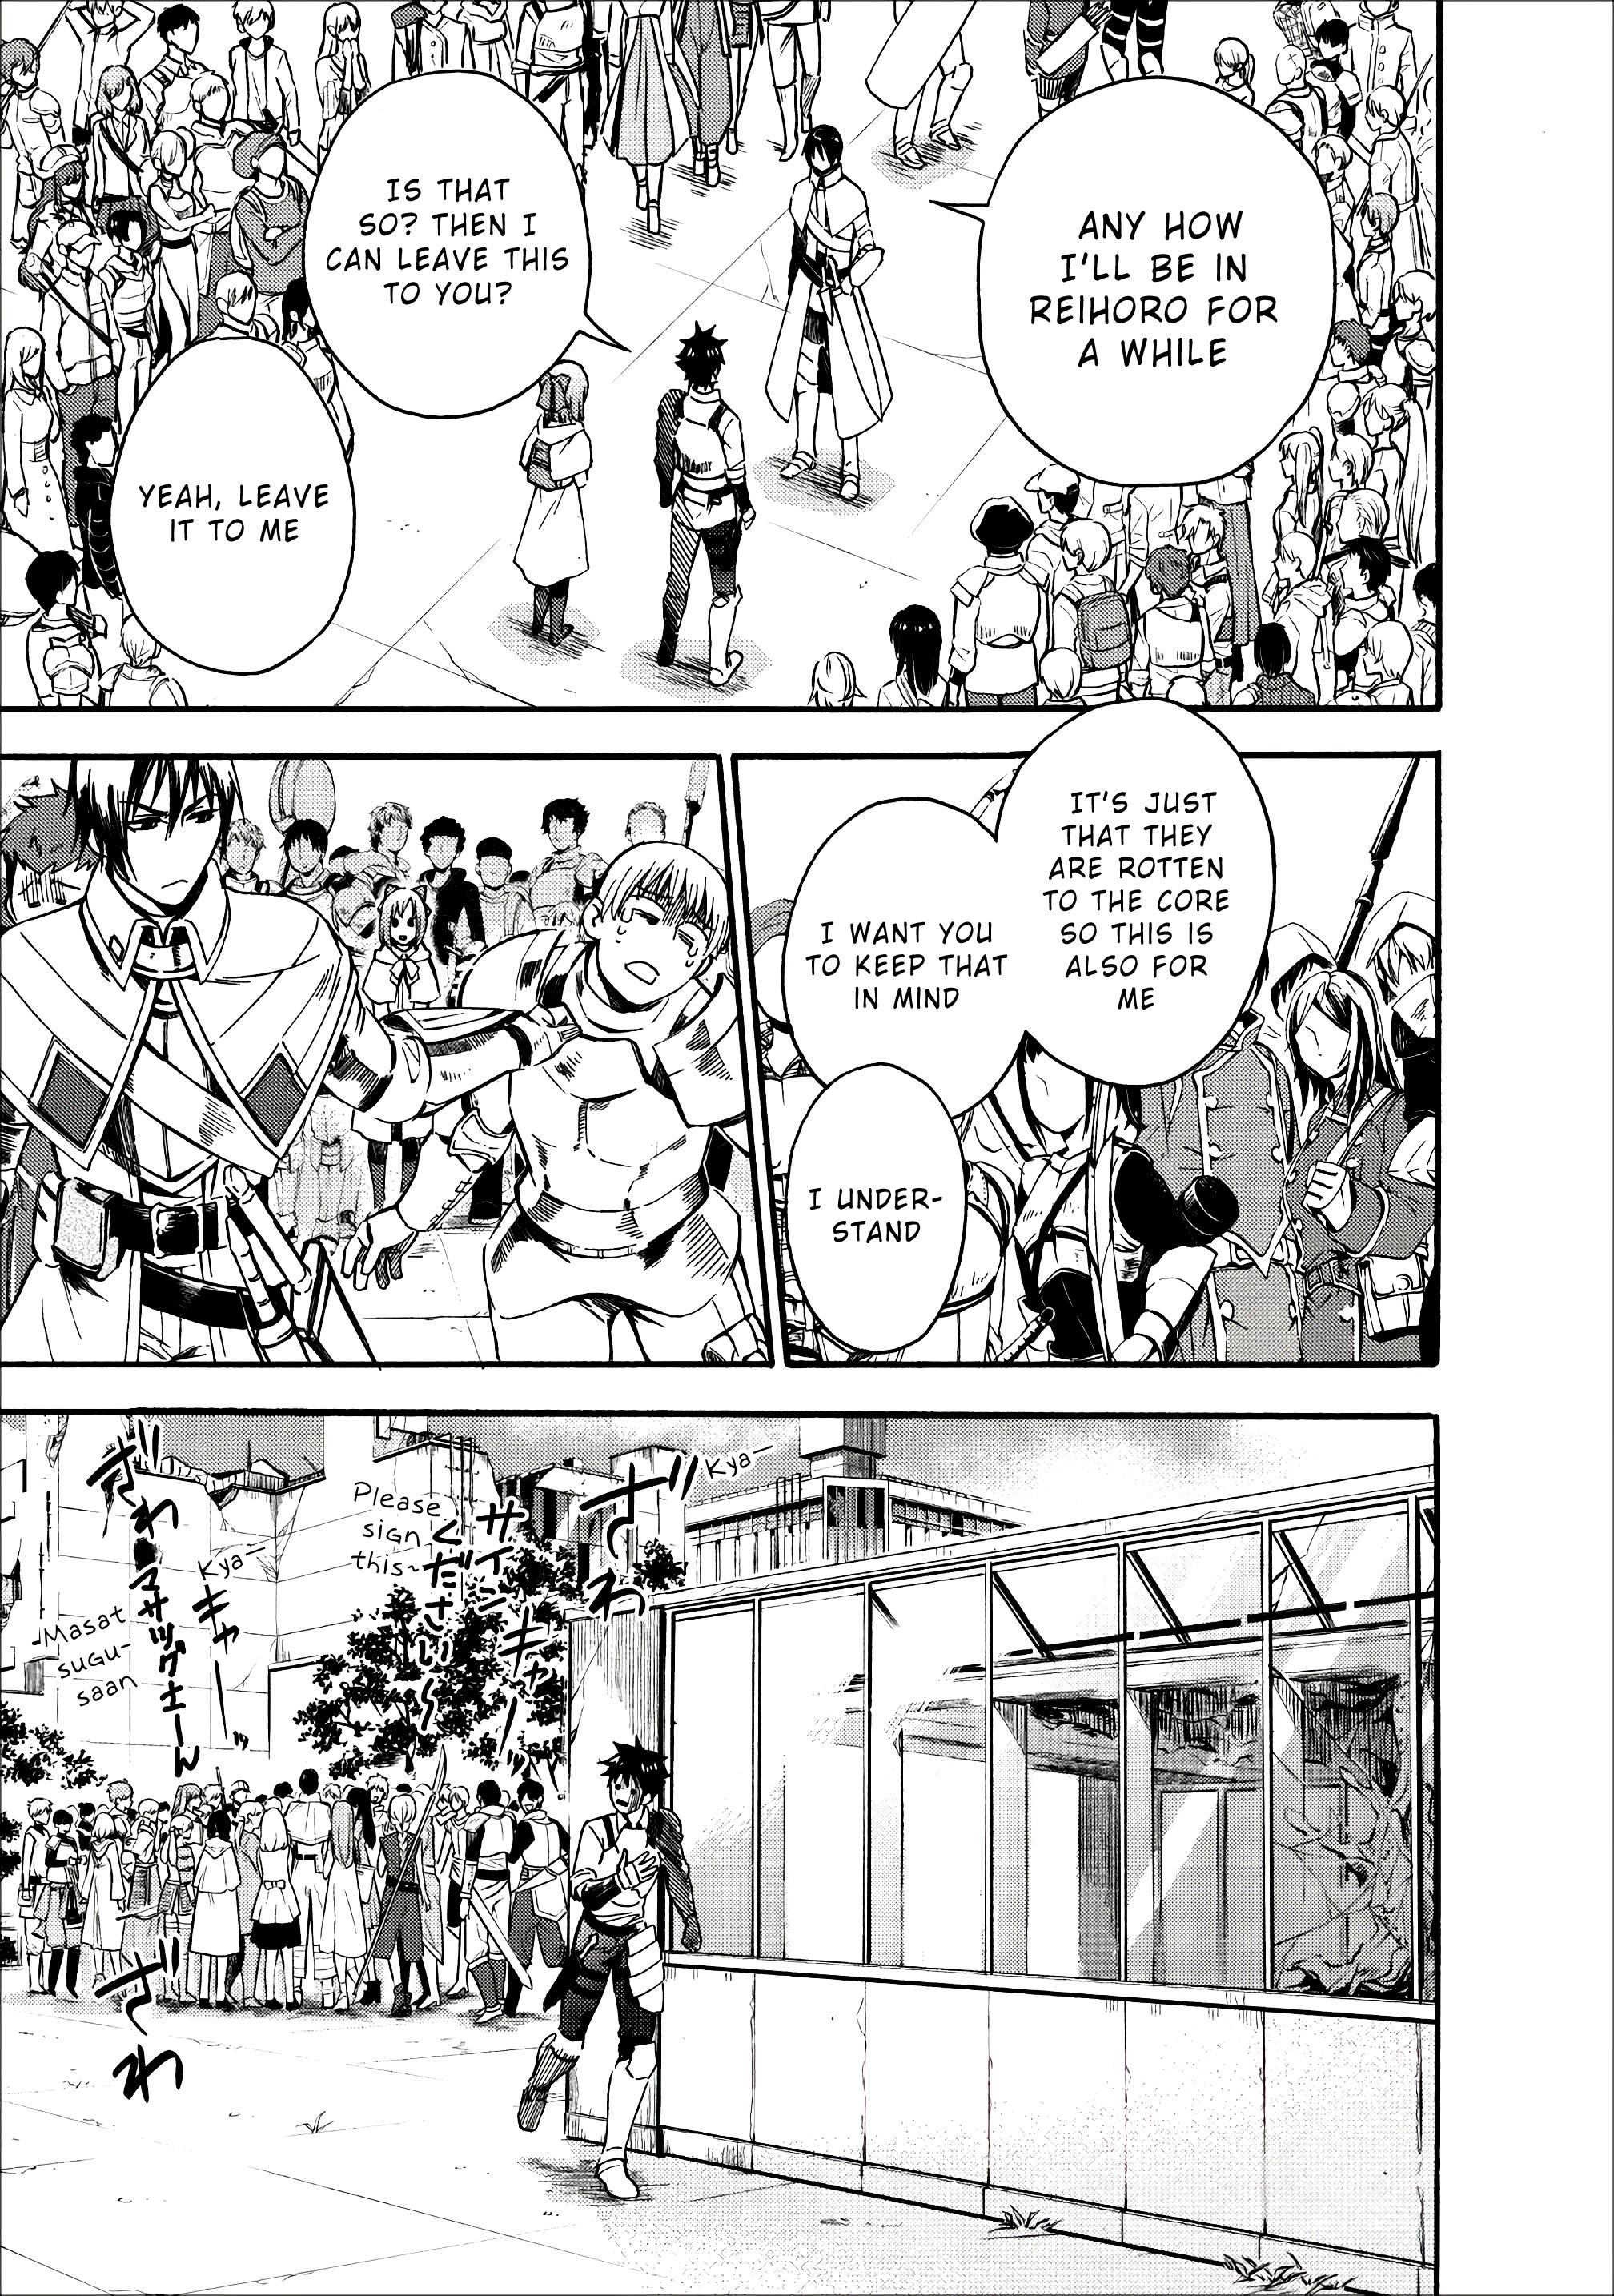 ANY HOW
I'LL BE IN
REIHORO FOR
A WHILE
IS THAT
SO? THEN I
CAN LEAVE THIS
TO YOU?
YEAH, LEAVE
IT TO ME
IT'S JUST
THAT THEY
ARE ROTTEN
TO THE CORE
SO THIS IS
ALSO FOR
ME
I WANT YOU
TO KEEP THAT
IN MIND
I UNDER-
STAND
Kya—
ざわ
キャーッ
サイン
ください〜
Please
sign
this~
Kya—
キャーッ
マサッグェーん
Masat
sugu-
saan
ざわ
ざわ